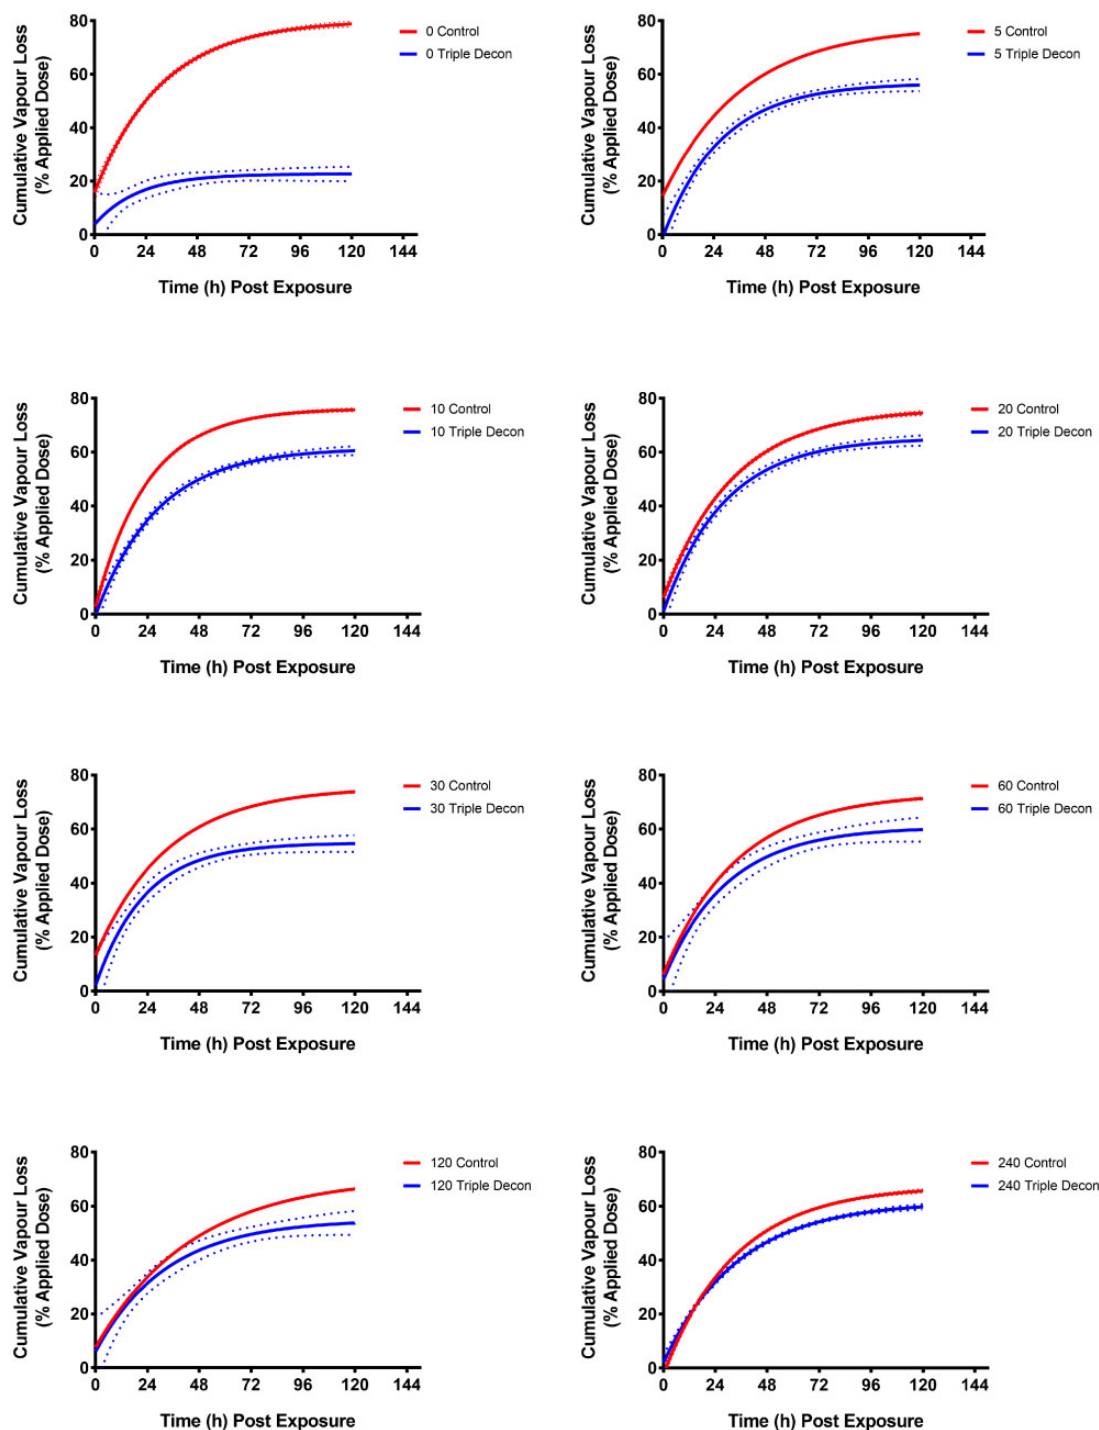 80
60
40
20
0
Cumulative Vapour Loss
(% Applied Dose)
0 24 48 72 96 120 144
Time (h) Post Exposure
0 Control
0 Triple Decon
80
60
40
20
0
Cumulative Vapour Loss
(% Applied Dose)
0 24 48 72 96 120 144
Time (h) Post Exposure
5 Control
5 Triple Decon
80
60
40
20
0
Cumulative Vapour Loss
(% Applied Dose)
0 24 48 72 96 120 144
Time (h) Post Exposure
10 Control
10 Triple Decon
80
60
40
20
0
Cumulative Vapour Loss
(% Applied Dose)
0 24 48 72 96 120 144
Time (h) Post Exposure
20 Control
20 Triple Decon
80
60
40
20
0
Cumulative Vapour Loss
(% Applied Dose)
0 24 48 72 96 120 144
Time (h) Post Exposure
30 Control
30 Triple Decon
80
60
40
20
0
Cumulative Vapour Loss
(% Applied Dose)
0 24 48 72 96 120 144
Time (h) Post Exposure
60 Control
60 Triple Decon
80
60
40
20
0
Cumulative Vapour Loss
(% Applied Dose)
0 24 48 72 96 120 144
Time (h) Post Exposure
120 Control
120 Triple Decon
80
60
40
20
0
Cumulative Vapour Loss
(% Applied Dose)
0 24 48 72 96 120 144
Time (h) Post Exposure
240 Control
240 Triple Decon